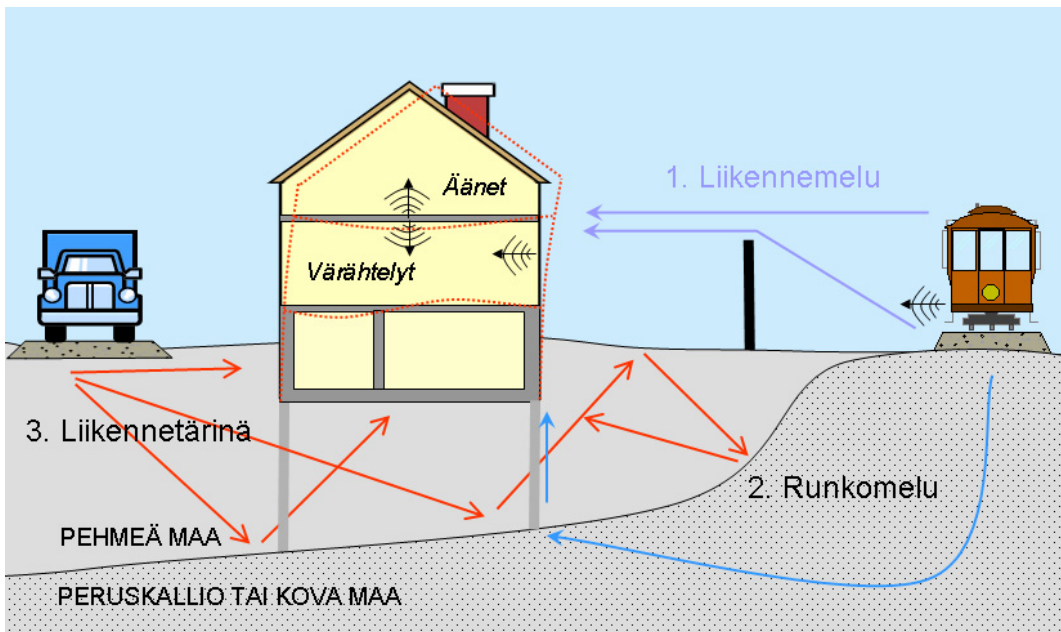 1. Liikennemelu
Äänet
Värähtelyt
3. Liikennetärinä
2. Runkomelu
PEHMEÄ MAA
PERUSKALLIO TAI KOVA MAA